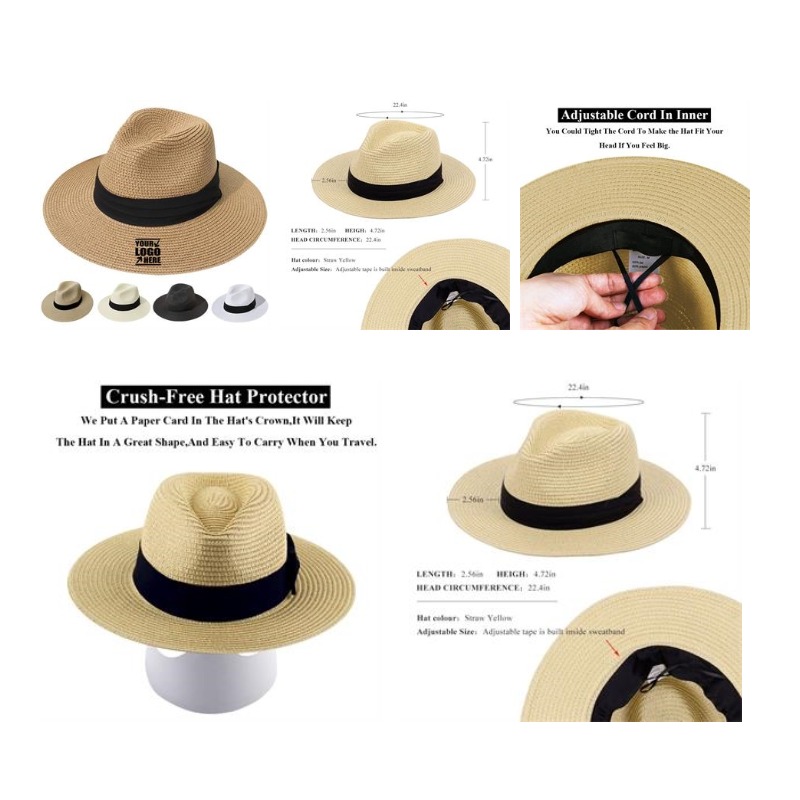 YOUR
LOGO
HERE
22.4in
2.56in
4.72in
LENGTH: 2.56in HEIGH: 4.72in
HEAD CIRCUMFERENCE: 22.4in
Hat colour: Straw Yellow
Adjustable Size: Adjustable tape is built inside sweatband
Adjustable Cord In Inner
You Could Tight The Cord To Make the Hat Fit Your
Head If You Feel Big.
Crush-Free Hat Protector
We Put A Paper Card In The Hat's Crown,It Will Keep
The Hat In A Great Shape,And Easy To Carry When You Travel.
22.4in
2.56in
4.72in
LENGTH: 2.56in HEIGH: 4.72in
HEAD CIRCUMFERENCE: 22.4in
Hat colour: Straw Yellow
Adjustable Size: Adjustable tape is built inside sweatband